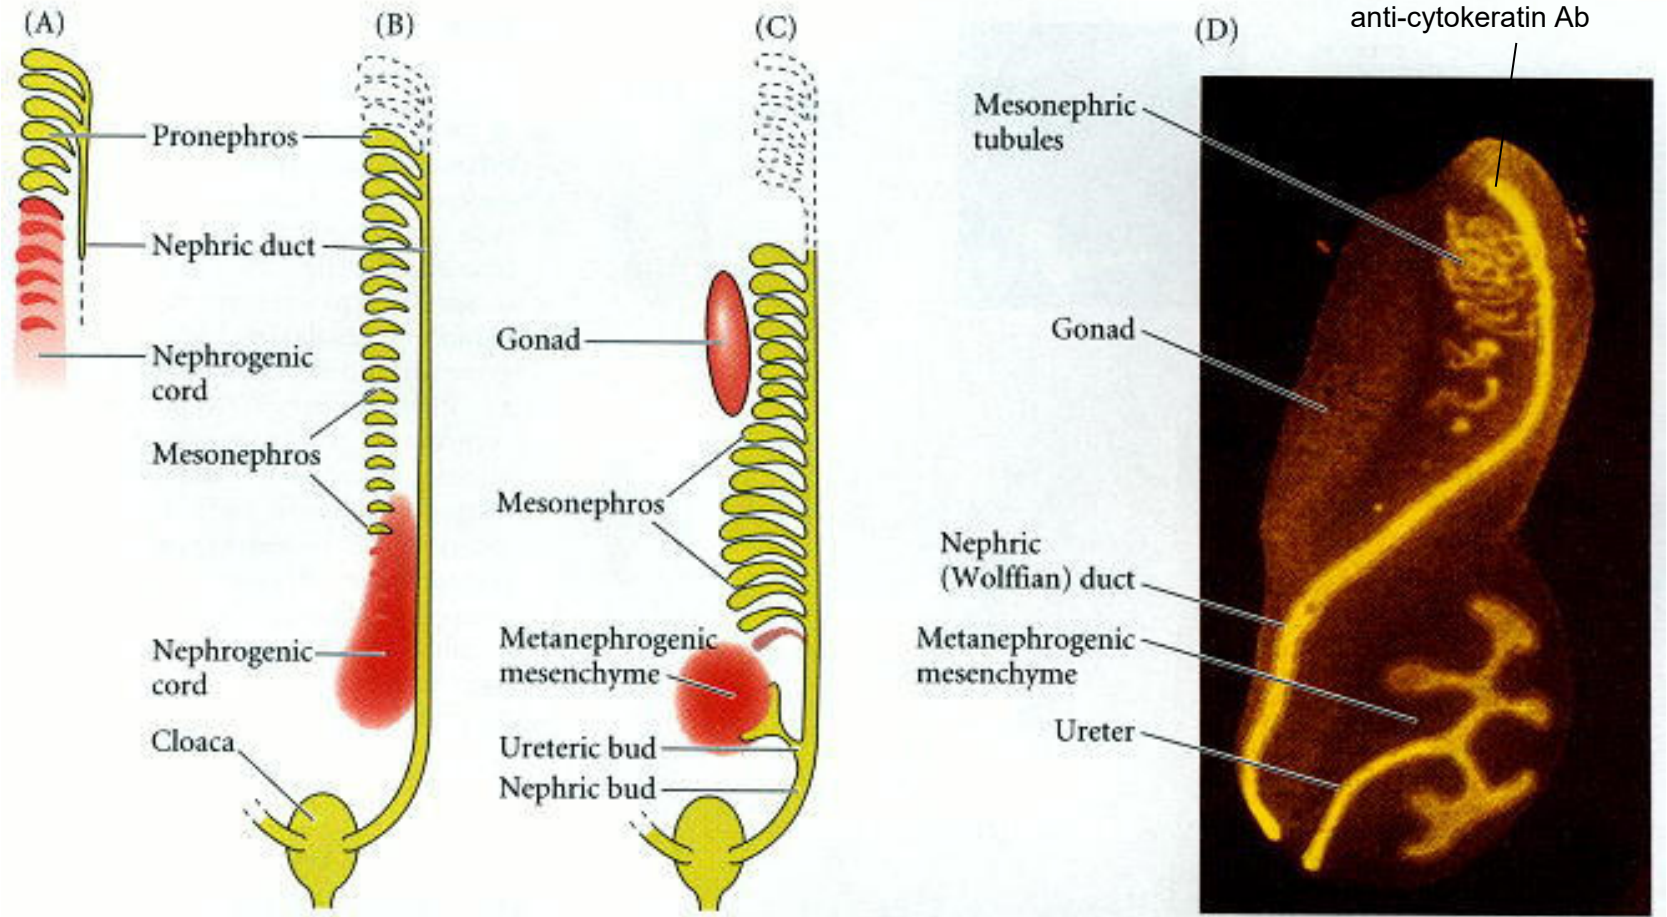 (A)
(B)
(C)
(D)
anti-cytokeratin Ab
Pronephros
Nephric duct
Nephrogenic
cord
Mesonephros
Nephrogenic
cord
Cloaca
Gonad
Mesonephros
Metanephrogenic
mesenchyme
Ureteric bud
Nephric bud
Mesonephric
tubules
Gonad
Nephric
(Wolffian) duct
Metanephrogenic
mesenchyme
Ureter